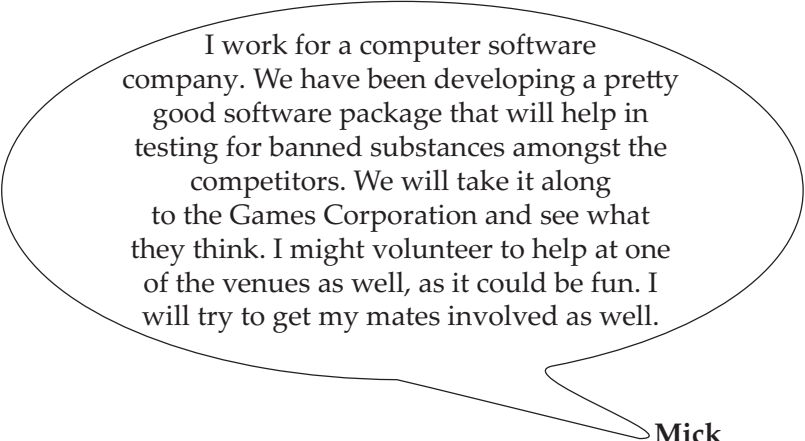 I work for a computer software
company. We have been developing a pretty
good software package that will help in
testing for banned substances amongst the
competitors. We will take it along
to the Games Corporation and see what
they think. I might volunteer to help at one
of the venues as well, as it could be fun. I
will try to get my mates involved as well.
Mick